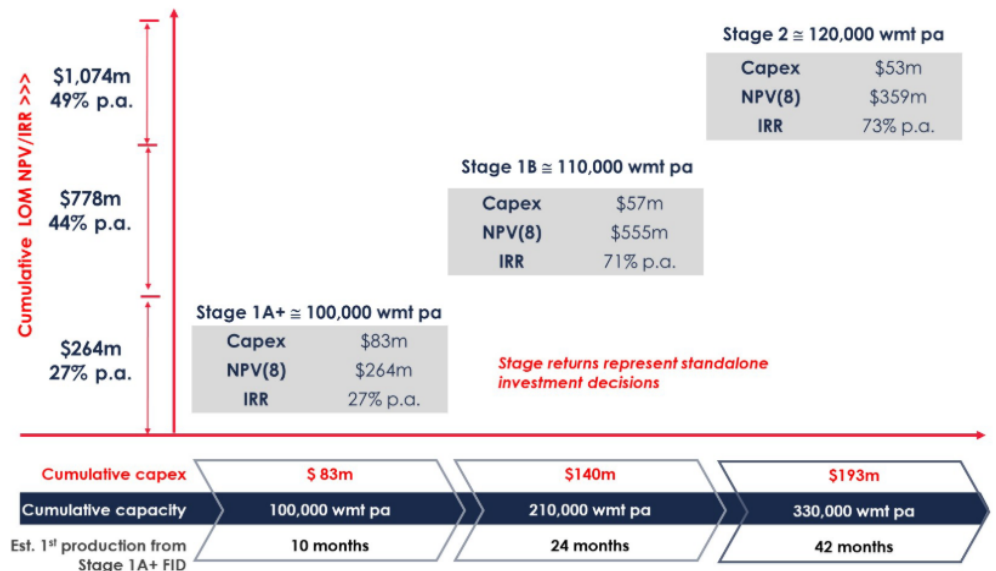 Cumulative LOM NPV/IRR >>>
$1,074m
49% p.a.
$778m
44% p.a.
$264m
27% p.a.
Stage 2 ≅ 120,000 wmt pa
Capex $53m
NPV(8) $359m
IRR 73% p.a.
Stage 1B ≅ 110,000 wmt pa
Capex $57m
NPV(8) $555m
IRR 71% p.a.
Stage 1A+ ≅ 100,000 wmt pa
Capex $83m
NPV(8) $264m
IRR 27% p.a.
Stage returns represent standalone
investment decisions
Cumulative capex $ 83m $140m $193m
Cumulative capacity 100,000 wmt pa 210,000 wmt pa 330,000 wmt pa
Est. 1st production from 10 months 24 months 42 months
Stage 1A+ FID